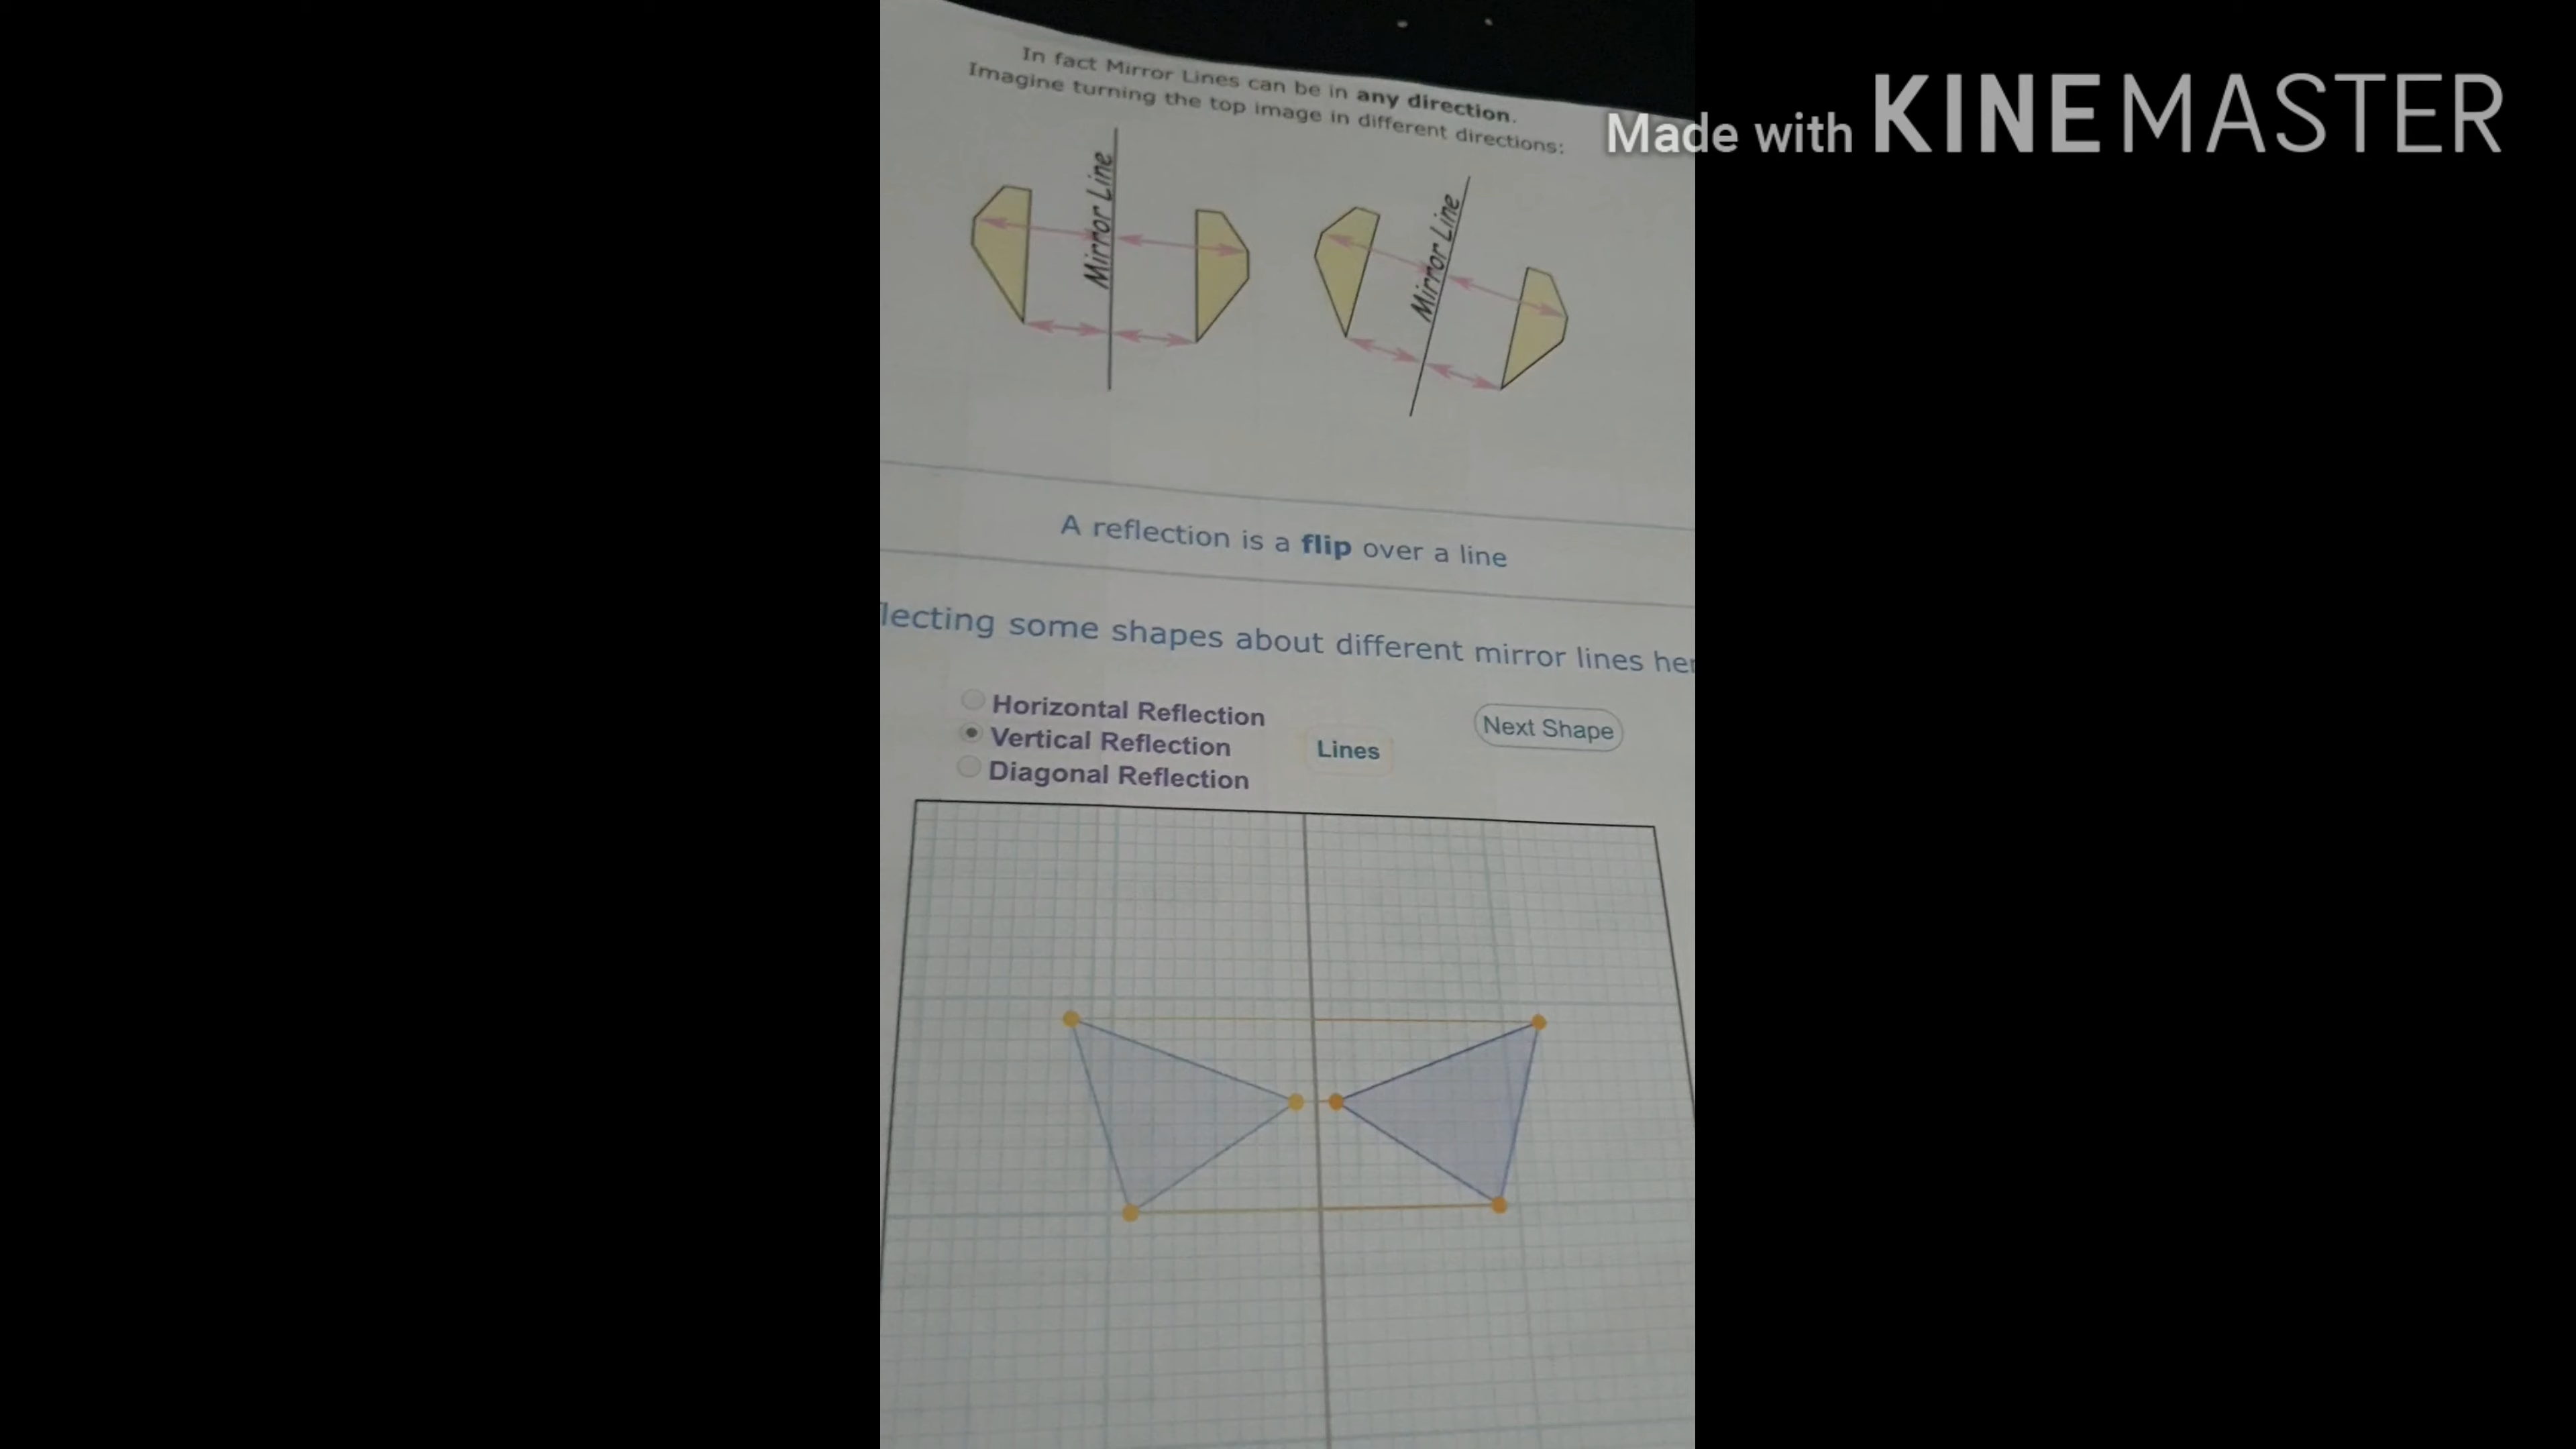 In fact Mirror Lines can be in any direction.
Imagine turning the top image in different directions:
Made with KINEMASTER
Mirror Line
Mirror Line
A reflection is a flip over a line
lecting some shapes about different mirror lines her
Horizontal Reflection
Vertical Reflection
Diagonal Reflection
Lines
Next Shape